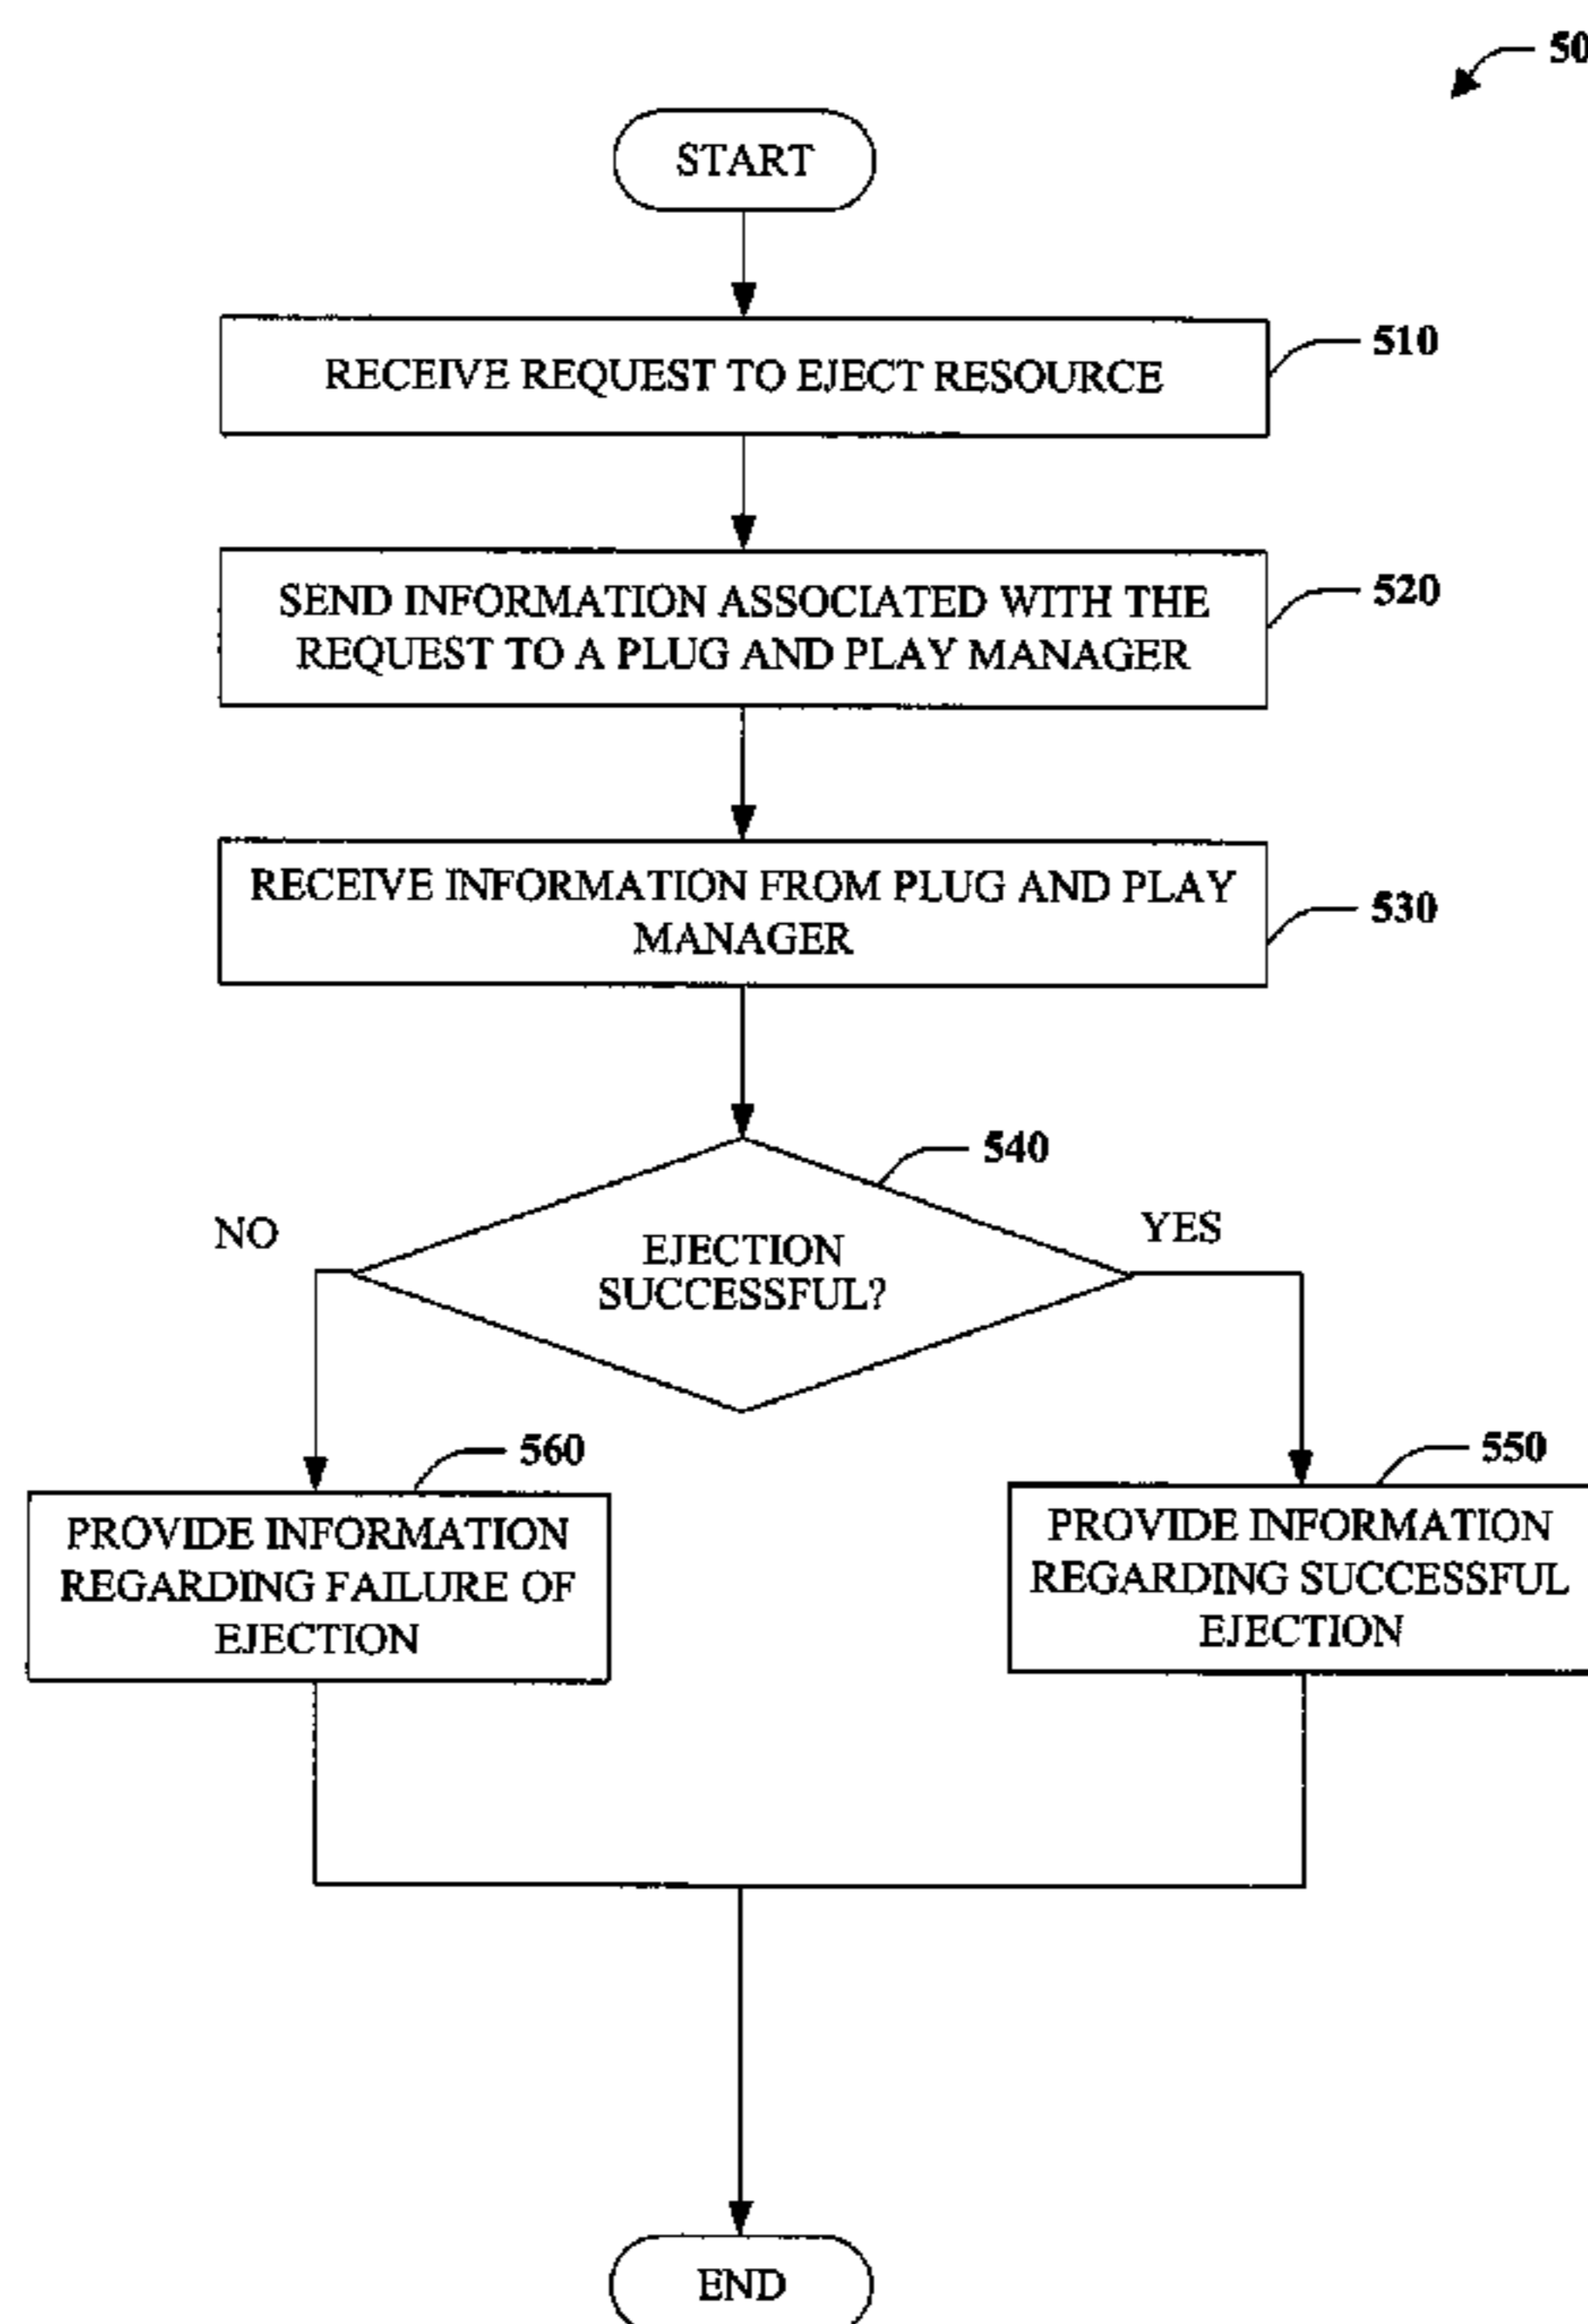 50
START
RECEIVE REQUEST TO EJECT RESOURCE
510
SEND INFORMATION ASSOCIATED WITH THE
REQUEST TO A PLUG AND PLAY MANAGER
520
RECEIVE INFORMATION FROM PLUG AND PLAY
MANAGER
530
540
NO
EJECTION
SUCCESSFUL?
YES
560
PROVIDE INFORMATION
REGARDING FAILURE OF
EJECTION
550
PROVIDE INFORMATION
REGARDING SUCCESSFUL
EJECTION
END